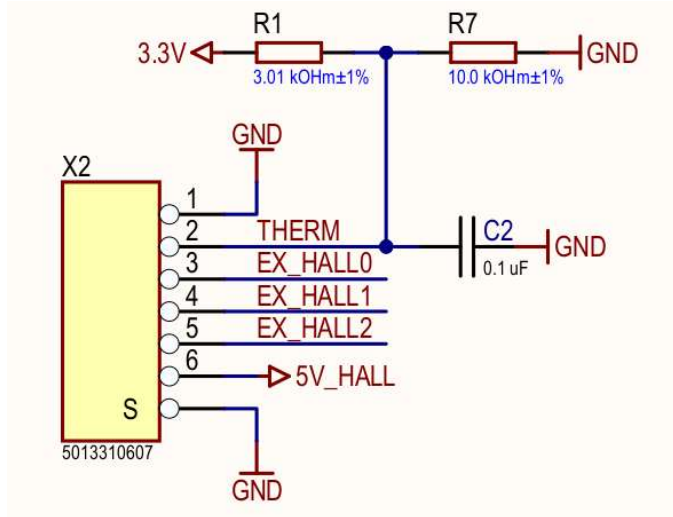 R1
R7
3.3V
GND
3.01 kOHm±1%
10.0 kOHm±1%
GND
X2
1
2
THERM
C2
GND
0.1 uF
3
EX_HALL0
4
EX_HALL1
5
EX_HALL2
6
5V_HALL
S
5013310607
GND